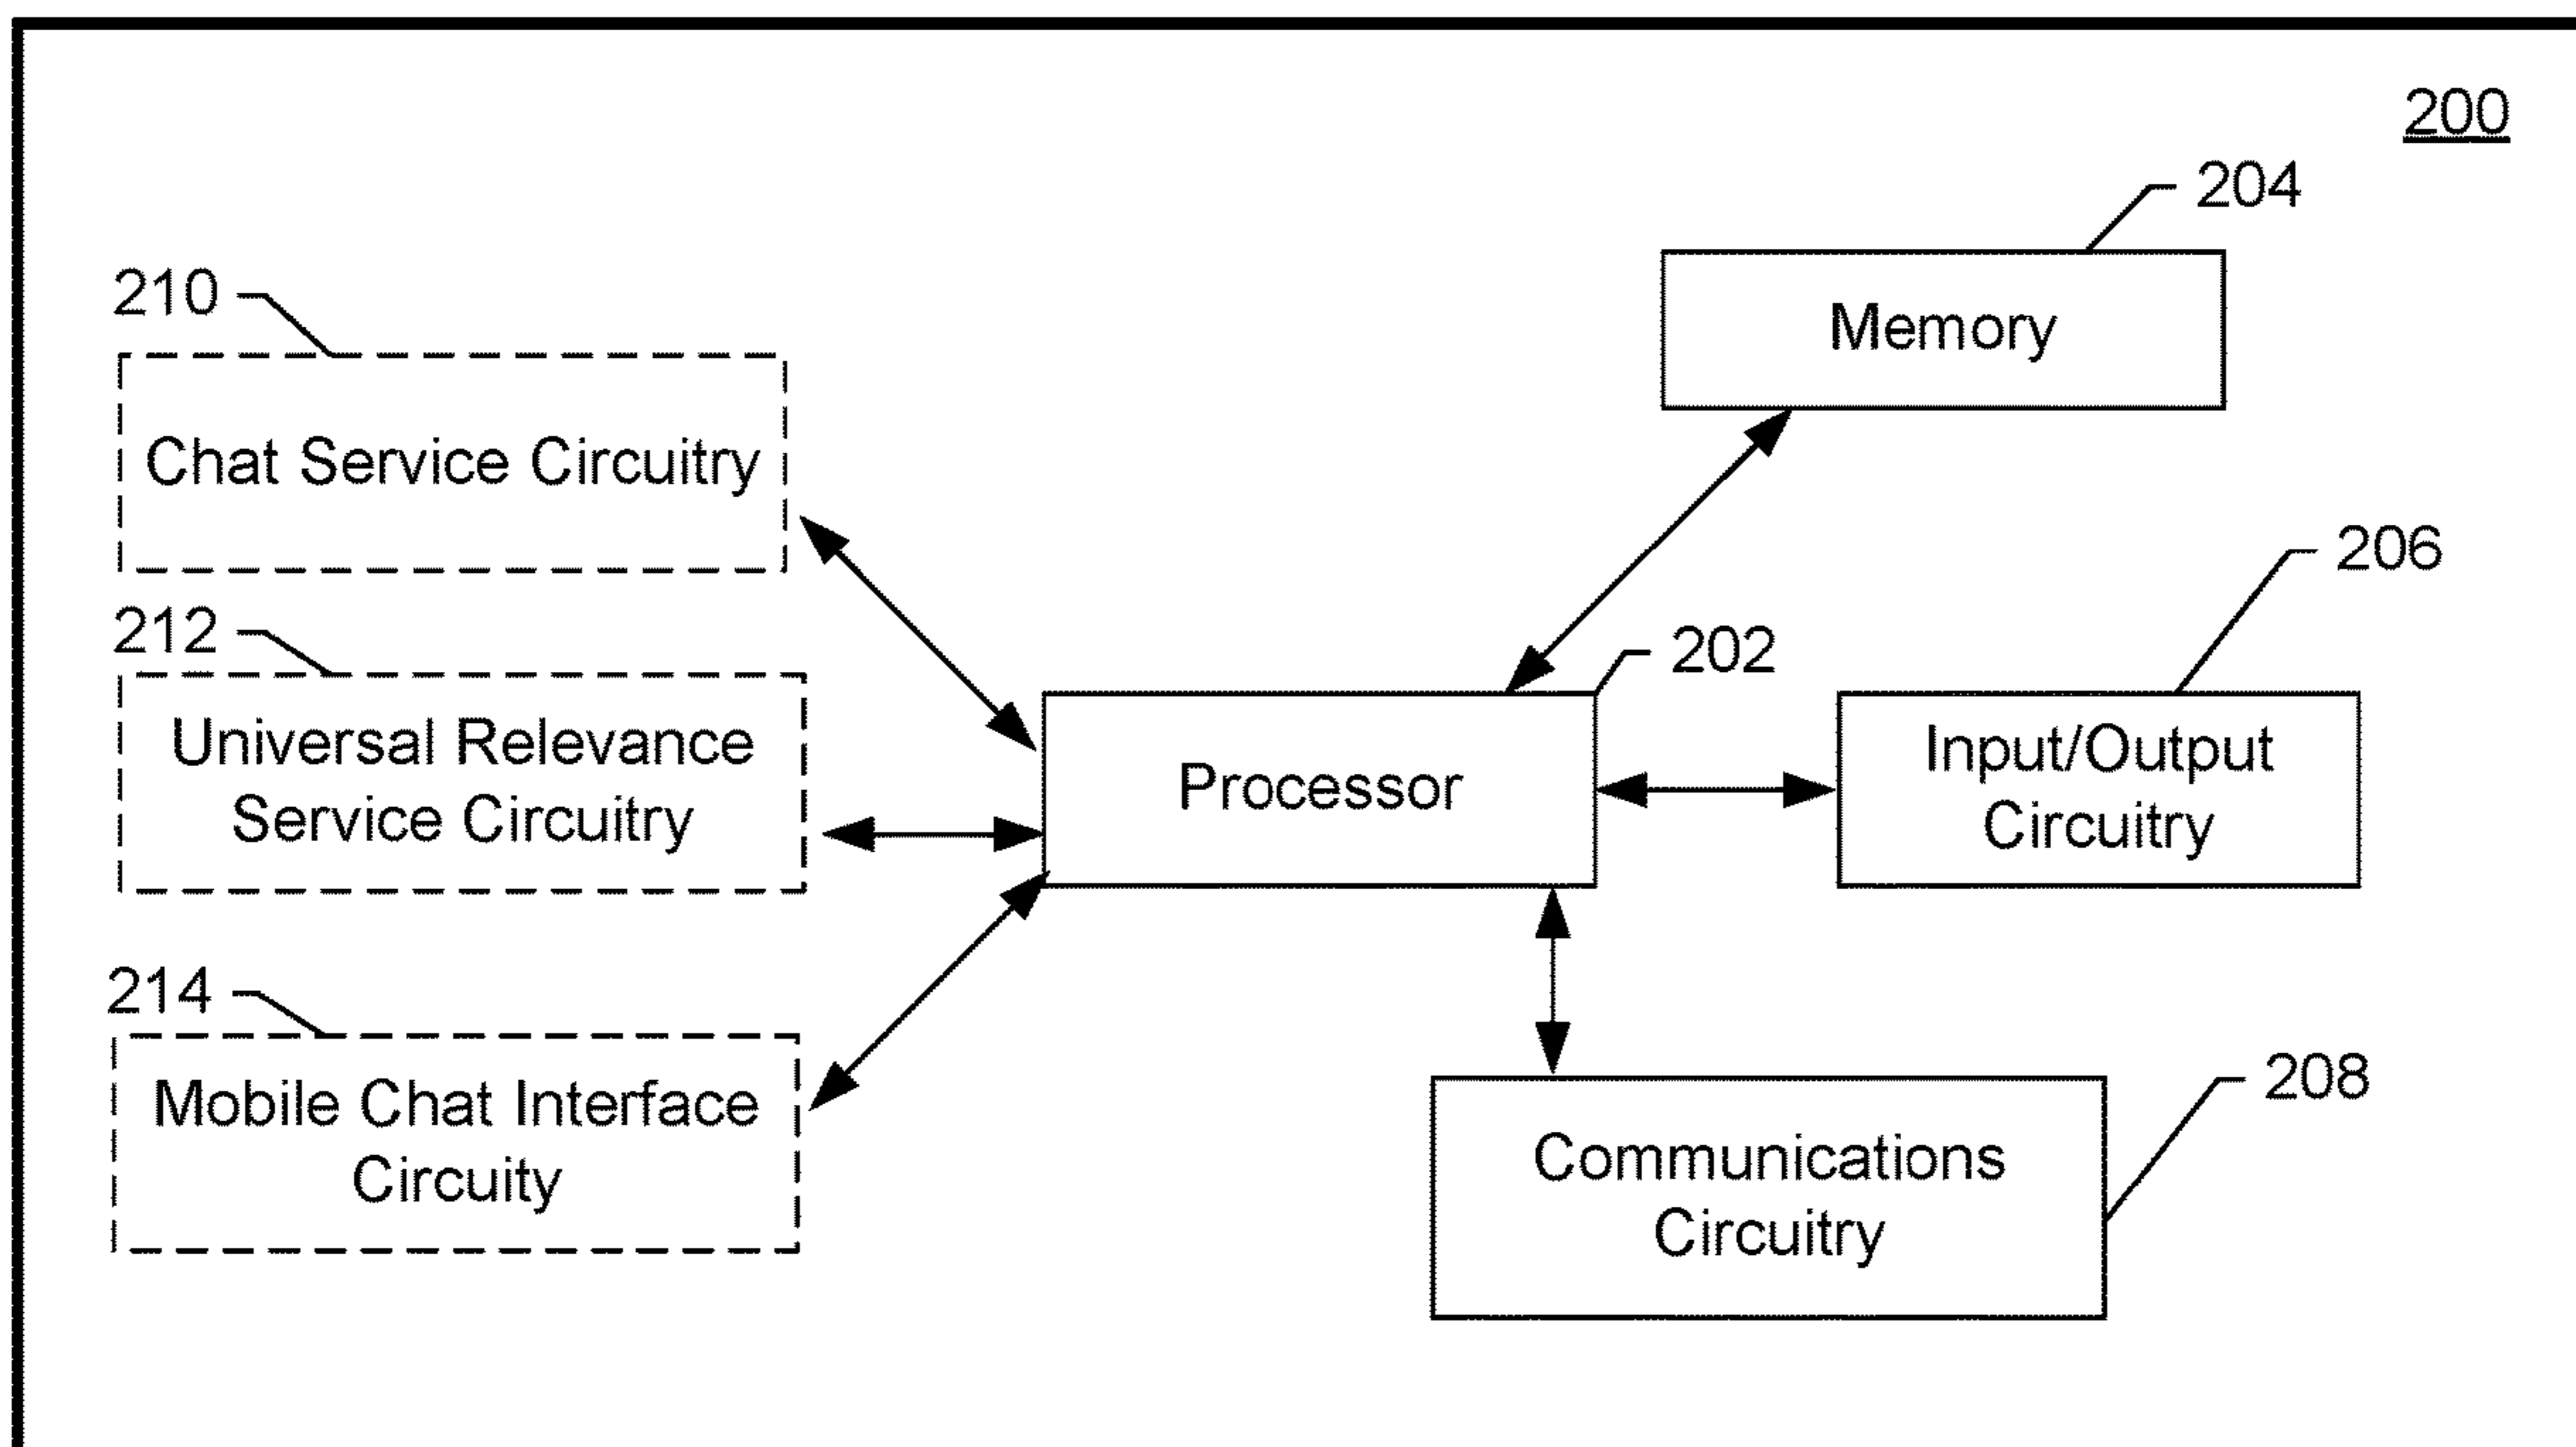 200
204
Memory
210
Chat Service Circuitry
206
212
202
Universal Relevance
Service Circuitry
Processor
Input/Output
Circuitry
214
Mobile Chat Interface
Circuity
208
Communications
Circuitry